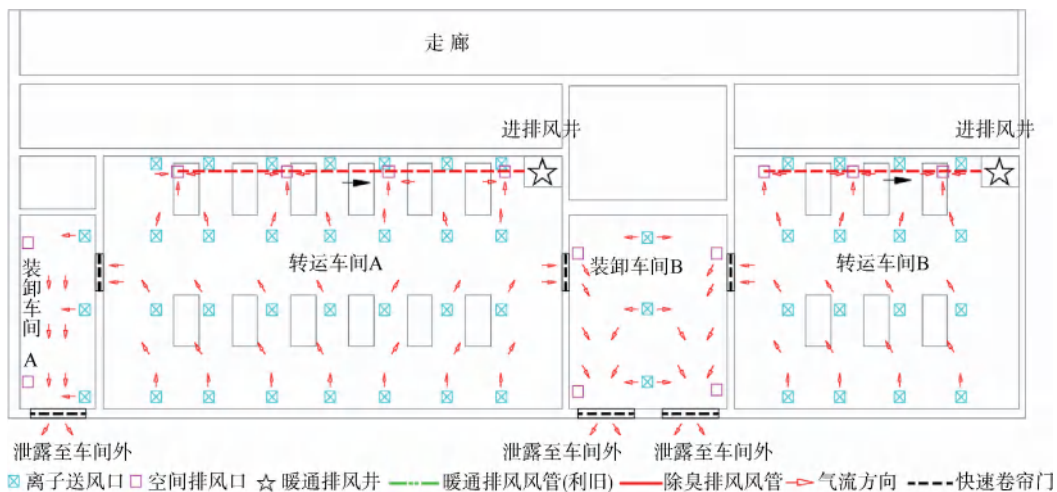 走廊
进排风井
进排风井
转运车间A
装卸车间B
转运车间B
装卸车间
A
泄露至车间外
泄露至车间外
泄露至车间外
离子送风口 空间排风口 暖通排风井 暖通排风风管(利旧) 除臭排风风管 气流方向 快速卷帘门